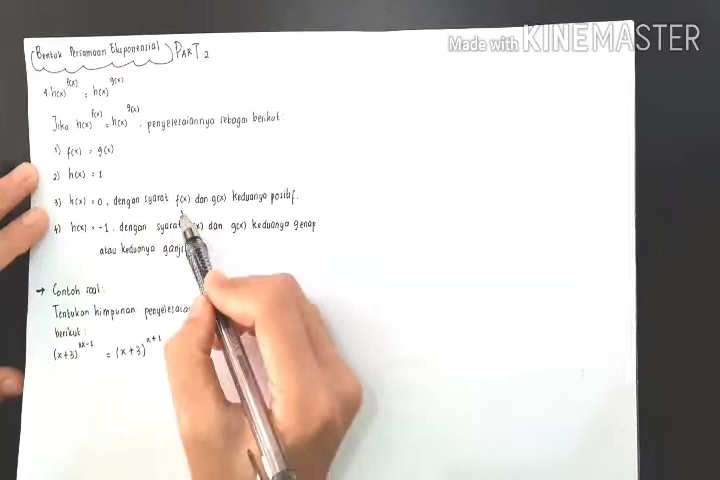 Bentuk Persamaan Eksponensial PART 2
Made with KINEMASTER
4. h(x)^f(x) = h(x)^g(x)
Jika h(x)^f(x) = h(x)^g(x), penyelesaiannya sebagai berikut:
1) f(x) = g(x)
2) h(x) = 1
3) h(x) = 0, dengan syarat f(x) dan g(x) keduanya positif.
4) h(x) = -1, dengan syarat (x) dan g(x) keduanya genap
atau keduanya ganjil
→ Contoh soal:
Tentukan himpunan
berikut:
(x+3)^2x-1 = (x+3)^x+1